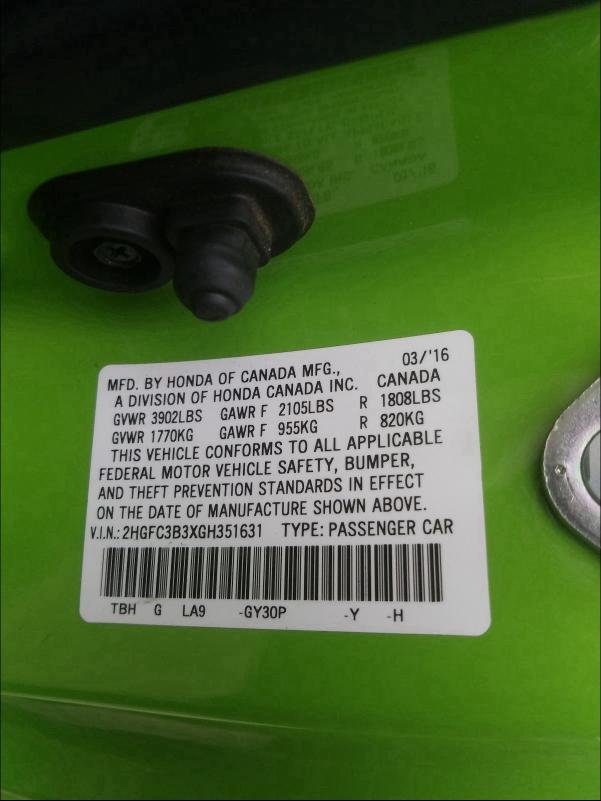 03/'16
MFD. BY HONDA OF CANADA MFG.,
A DIVISION OF HONDA CANADA INC. CANADA
GVWR 3902LBS GAWR F 2105LBS R 1808LBS
GVWR 1770KG GAWR F 955KG R 820KG
THIS VEHICLE CONFORMS TO ALL APPLICABLE
FEDERAL MOTOR VEHICLE SAFETY, BUMPER,
AND THEFT PREVENTION STANDARDS IN EFFECT
ON THE DATE OF MANUFACTURE SHOWN ABOVE.
V.I.N.: 2HGFC3B3XGH351631 TYPE: PASSENGER CAR
TBH G LA9 -GY30P -Y -H